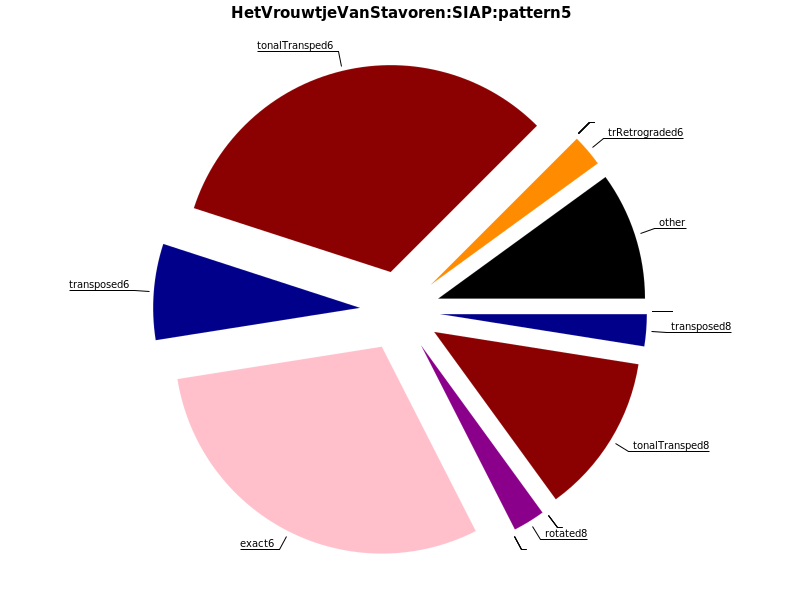 HetVrouwtjeVanStavoren:SIAP:pattern5
tonalTransped6
trRetrograded6
other
transposed6
transposed8
tonalTransped8
rotated8
exact6